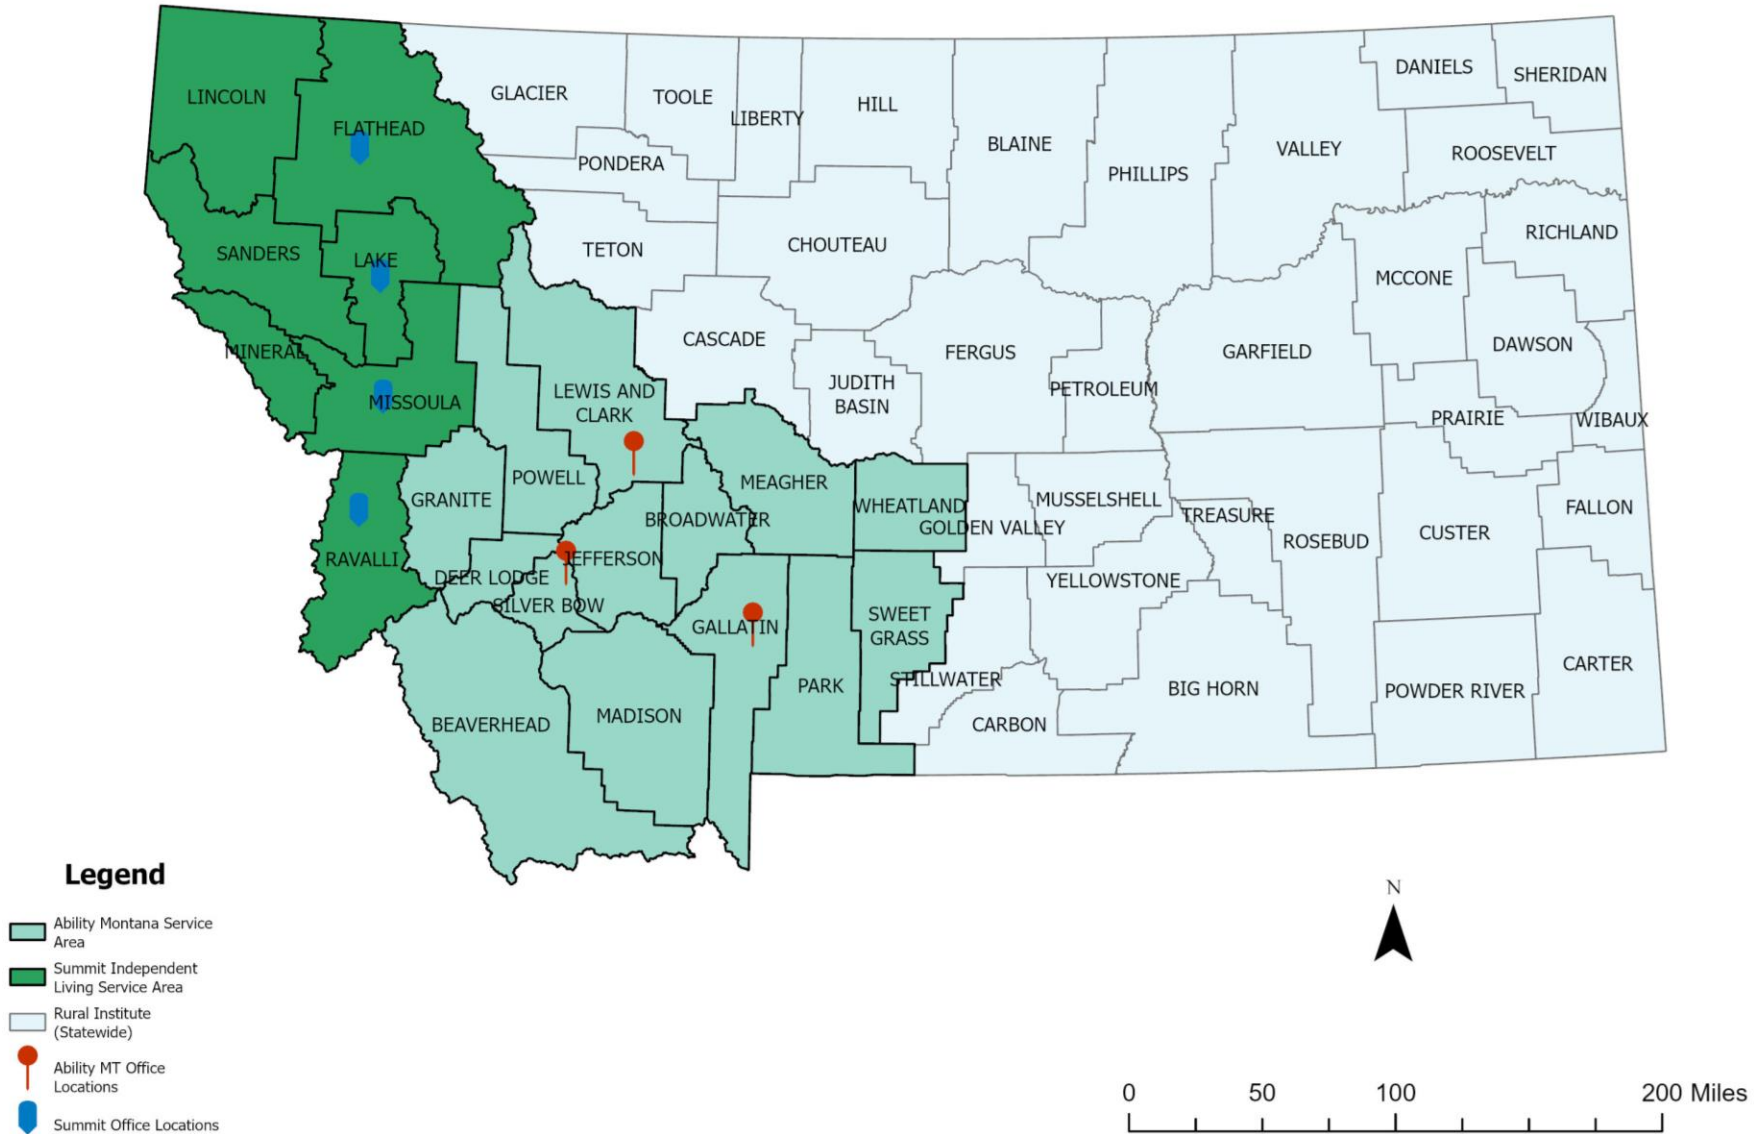 LINCOLN
FLATHEAD
GLACIER
TOOLE
LIBERTY
HILL
BLAINE
PHILLIPS
VALLEY
DANIELS
SHERIDAN
ROOSEVELT
PONDERA
SANDERS
LAKE
TETON
CHOUTEAU
MCCONE
RICHLAND
MINERAL
MISSOULA
LEWIS AND
CLARK
CASCADE
JUDITH
BASIN
FERGUS
PETROLEUM
GARFIELD
DAWSON
PRAIRIE
WIBAUX
RAVALLI
GRANITE
POWELL
MEAGHER
BROADWATER
WHEATLAND
GOLDEN VALLEY
MUSSELSHELL
TREASURE
ROSEBUD
CUSTER
FALLON
DEER LODGE
JEFFERSON
SILVER BOW
GALLATIN
SWEET
GRASS
YELLOWSTONE
BEAVERHEAD
MADISON
PARK
STILLWATER
CARBON
BIG HORN
POWDER RIVER
CARTER
Legend
Ability Montana Service
Area
Summit Independent
Living Service Area
Rural Institute
(Statewide)
Ability MT Office
Locations
Summit Office Locations
N
0 50 100 200 Miles